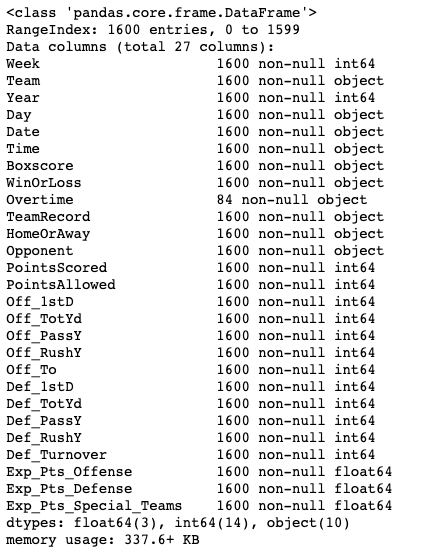 <class 'pandas.core.frame.DataFrame'>
RangeIndex: 1600 entries, 0 to 1599
Data columns (total 27 columns):
Week                     1600 non-null int64
Team                     1600 non-null object
Year                     1600 non-null int64
Day                      1600 non-null object
Date                     1600 non-null object
Time                     1600 non-null object
Boxscore                 1600 non-null object
WinOrLoss                1600 non-null object
Overtime                 84 non-null object
TeamRecord               1600 non-null object
HomeOrAway               1600 non-null object
Opponent                 1600 non-null object
PointsScored             1600 non-null int64
PointsAllowed            1600 non-null int64
Off_1stD                 1600 non-null int64
Off_TotYd                1600 non-null int64
Off_PassY                1600 non-null int64
Off_RushY                1600 non-null int64
Off_To                   1600 non-null int64
Def_1stD                 1600 non-null int64
Def_TotYd                1600 non-null int64
Def_PassY                1600 non-null int64
Def_RushY                1600 non-null int64
Def_Turnover             1600 non-null int64
Exp_Pts_Offense          1600 non-null float64
Exp_Pts_Defense          1600 non-null float64
Exp_Pts_Special_Teams    1600 non-null float64
dtypes: float64(3), int64(14), object(10)
memory usage: 337.6+ KB